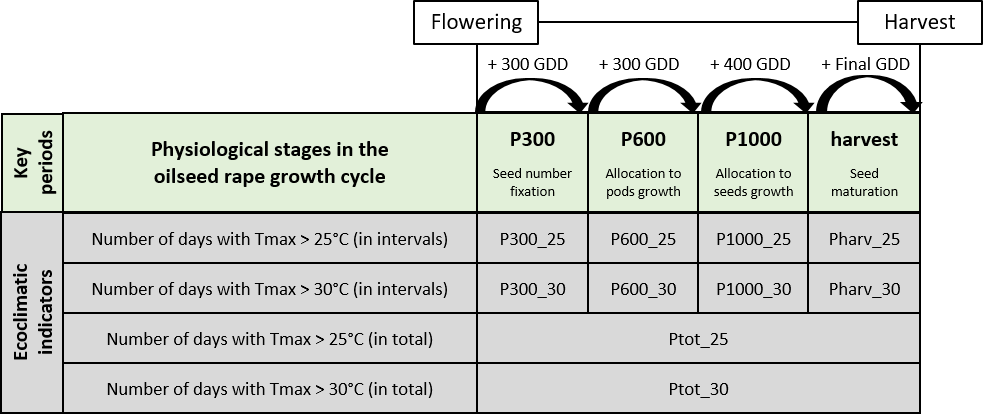 Flowering
Harvest
+ 300 GDD
+ 300 GDD
+ 400 GDD
+ Final GDD
Key
periods
Physiological stages in the
oilseed rape growth cycle
P300
Seed number
fixation
P600
Allocation to
pods growth
P1000
Allocation to
seeds growth
harvest
Seed
maturation
Ecoclimatic
indicators
Number of days with Tmax > 25°C (in intervals)
P300_25
P600_25
P1000_25
Pharv_25
Number of days with Tmax > 30°C (in intervals)
P300_30
P600_30
P1000_30
Pharv_30
Number of days with Tmax > 25°C (in total)
Ptot_25
Number of days with Tmax > 30°C (in total)
Ptot_30